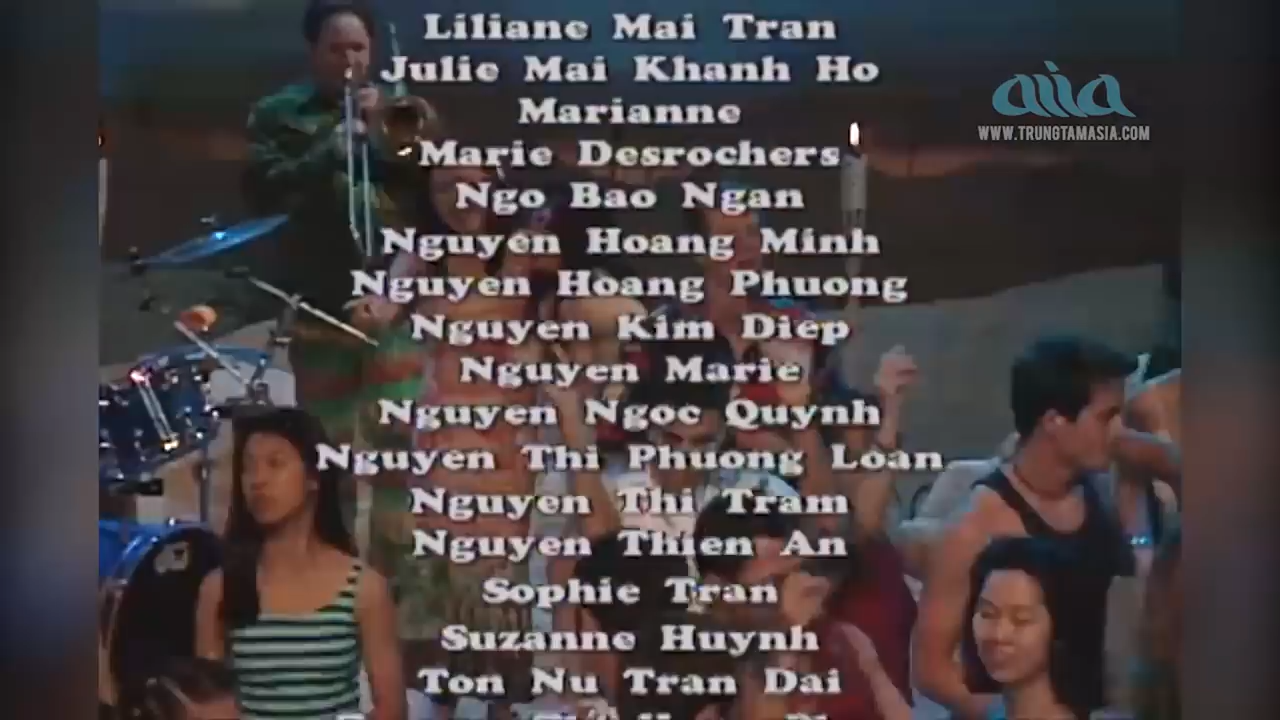 Liliane Mai Tran
Julie Mai Khanh Ho
asia
WWW.TRUNGTAMASIA.COM
Marianne
Marie Desrochers
Ngo Bao Ngan
Nguyen Hoang Minh
Nguyen Hoang Phuong
Nguyen Kim Diep
Nguyen Marie
Nguyen Ngoc Quynh
Nguyen Thi Phuong Loan
Nguyen Thi Tram
Nguyen Thien An
Sophie Tran
Suzanne Huynh
Ton Nu Tran Dai